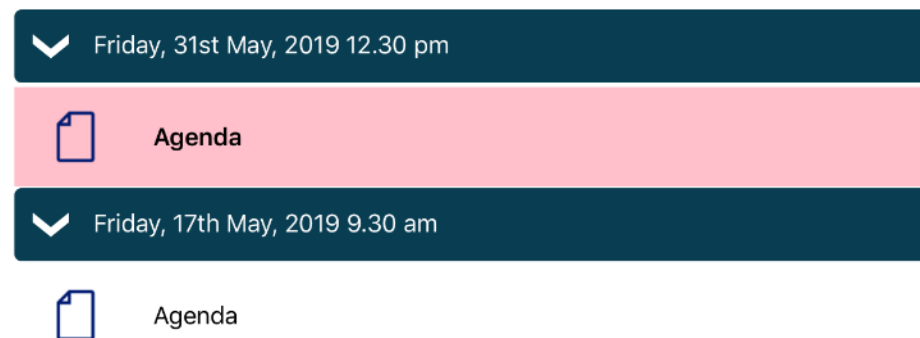 Friday, 31st May, 2019 12.30 pm
Agenda
Friday, 17th May, 2019 9.30 am
Agenda